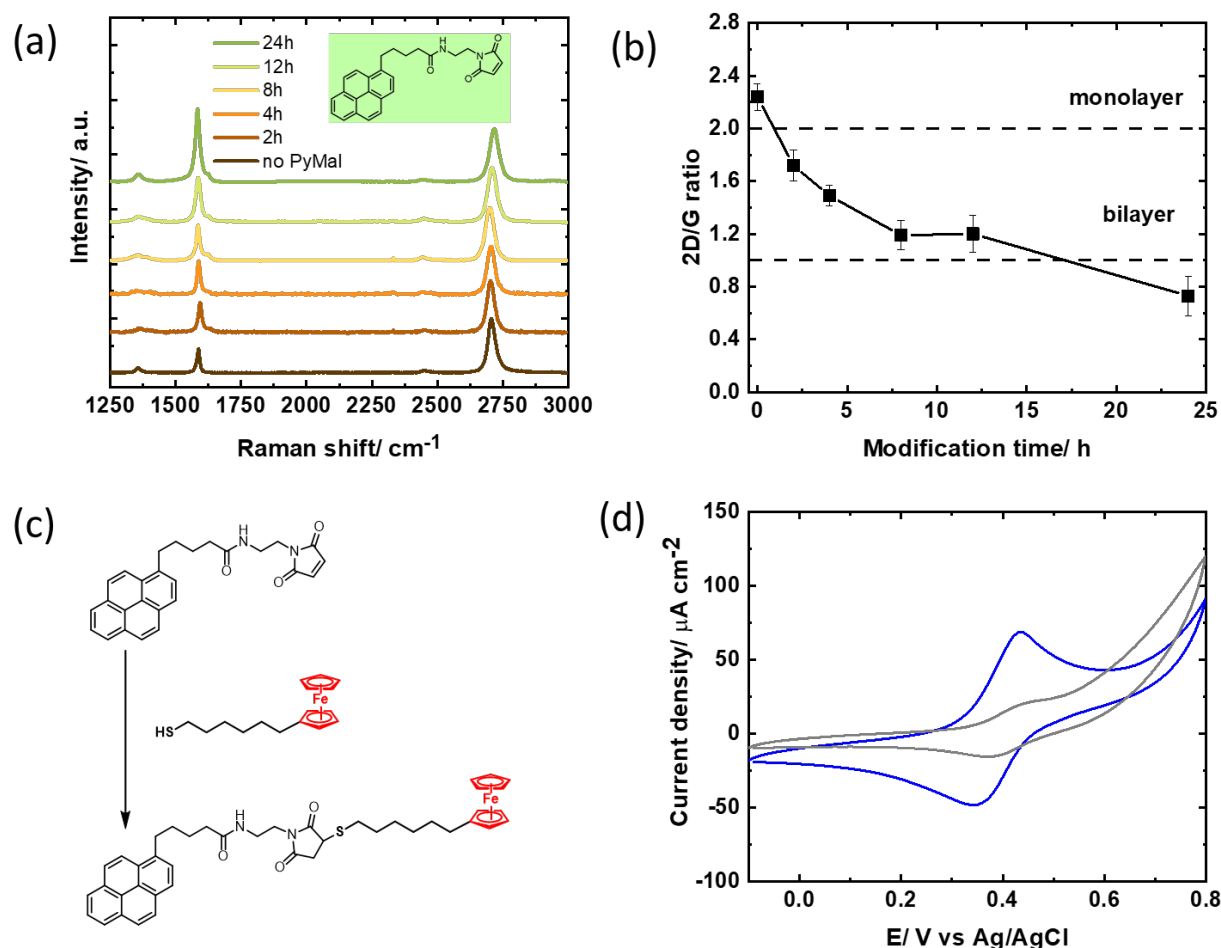 (a)
24h
12h
8h
4h
2h
no PyMal
H
N
O
N
O
O
Intensity/ a.u.
1250 1500 1750 2000 2250 2500 2750 3000
Raman shift/ cm-1
(b)
2.8
2.4
2.0
1.6
1.2
0.8
0.4
0.0
monolayer
bilayer
2D/G ratio
0 5 10 15 20 25
Modification time/ h
(c)
H
N
O
N
O
O
Fe
HS
Fe
H
N
O
N
O
S
O
(d)
150
100
50
0
-50
-100
Current density/ μA cm-2
0.0 0.2 0.4 0.6 0.8
E/ V vs Ag/AgCl